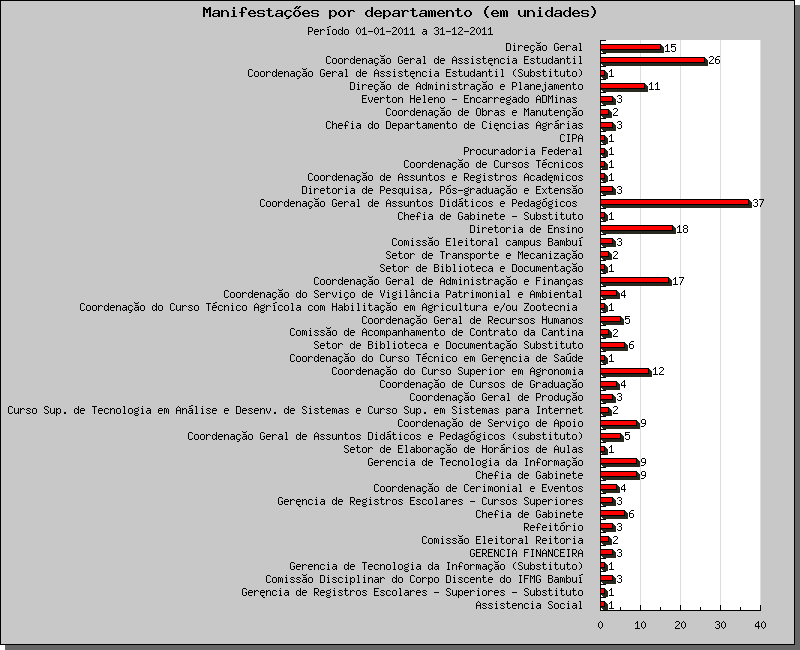 Manifestações por departamento (em unidades)
Período 01-01-2011 a 31-12-2011
Direção Geral 15
Coordenação Geral de Assistęncia Estudantil 26
Coordenação Geral de Assistęncia Estudantil (Substituto) 1
Direção de Administração e Planejamento 11
Everton Heleno - Encarregado ADMinas 3
Coordenação de Obras e Manutenção 2
Chefia do Departamento de Cięncias Agrárias 3
CIPA 1
Procuradoria Federal 1
Coordenação de Cursos Técnicos 1
Coordenação de Assuntos e Registros Acadęmicos 1
Diretoria de Pesquisa, Pós-graduação e Extensão 3
Coordenação Geral de Assuntos Didáticos e Pedagógicos 37
Chefia de Gabinete - Substituto 1
Diretoria de Ensino 18
Comissão Eleitoral campus Bambuí 3
Setor de Transporte e Mecanização 2
Setor de Biblioteca e Documentação 1
Coordenação Geral de Administração e Finanças 17
Coordenação do Serviço de Vigilância Patrimonial e Ambiental 4
Coordenação do Curso Técnico Agrícola com Habilitação em Agricultura e/ou Zootecnia 1
Coordenação Geral de Recursos Humanos 5
Comissão de Acompanhamento de Contrato da Cantina 2
Setor de Biblioteca e Documentação Substituto 6
Coordenação do Curso Técnico em Geręncia de Saúde 1
Coordenação do Curso Superior em Agronomia 12
Coordenação de Cursos de Graduação 4
Coordenação Geral de Produção 3
Curso Sup. de Tecnologia em Análise e Desenv. de Sistemas e Curso Sup. em Sistemas para Internet 2
Coordenação de Serviço de Apoio 9
Coordenação Geral de Assuntos Didáticos e Pedagógicos (substituto) 5
Setor de Elaboração de Horários de Aulas 1
Gerencia de Tecnologia da Informação 9
Chefia de Gabinete 9
Coordenação de Cerimonial e Eventos 4
Geręncia de Registros Escolares - Cursos Superiores 3
Chefia de Gabinete 6
Refeitório 3
Comissão Eleitoral Reitoria 2
GERENCIA FINANCEIRA 3
Gerencia de Tecnologia da Informação (Substituto) 1
Comissão Disciplinar do Corpo Discente do IFMG Bambuí 3
Geręncia de Registros Escolares - Superiores - Substituto 1
Assistencia Social 1
0 10 20 30 40